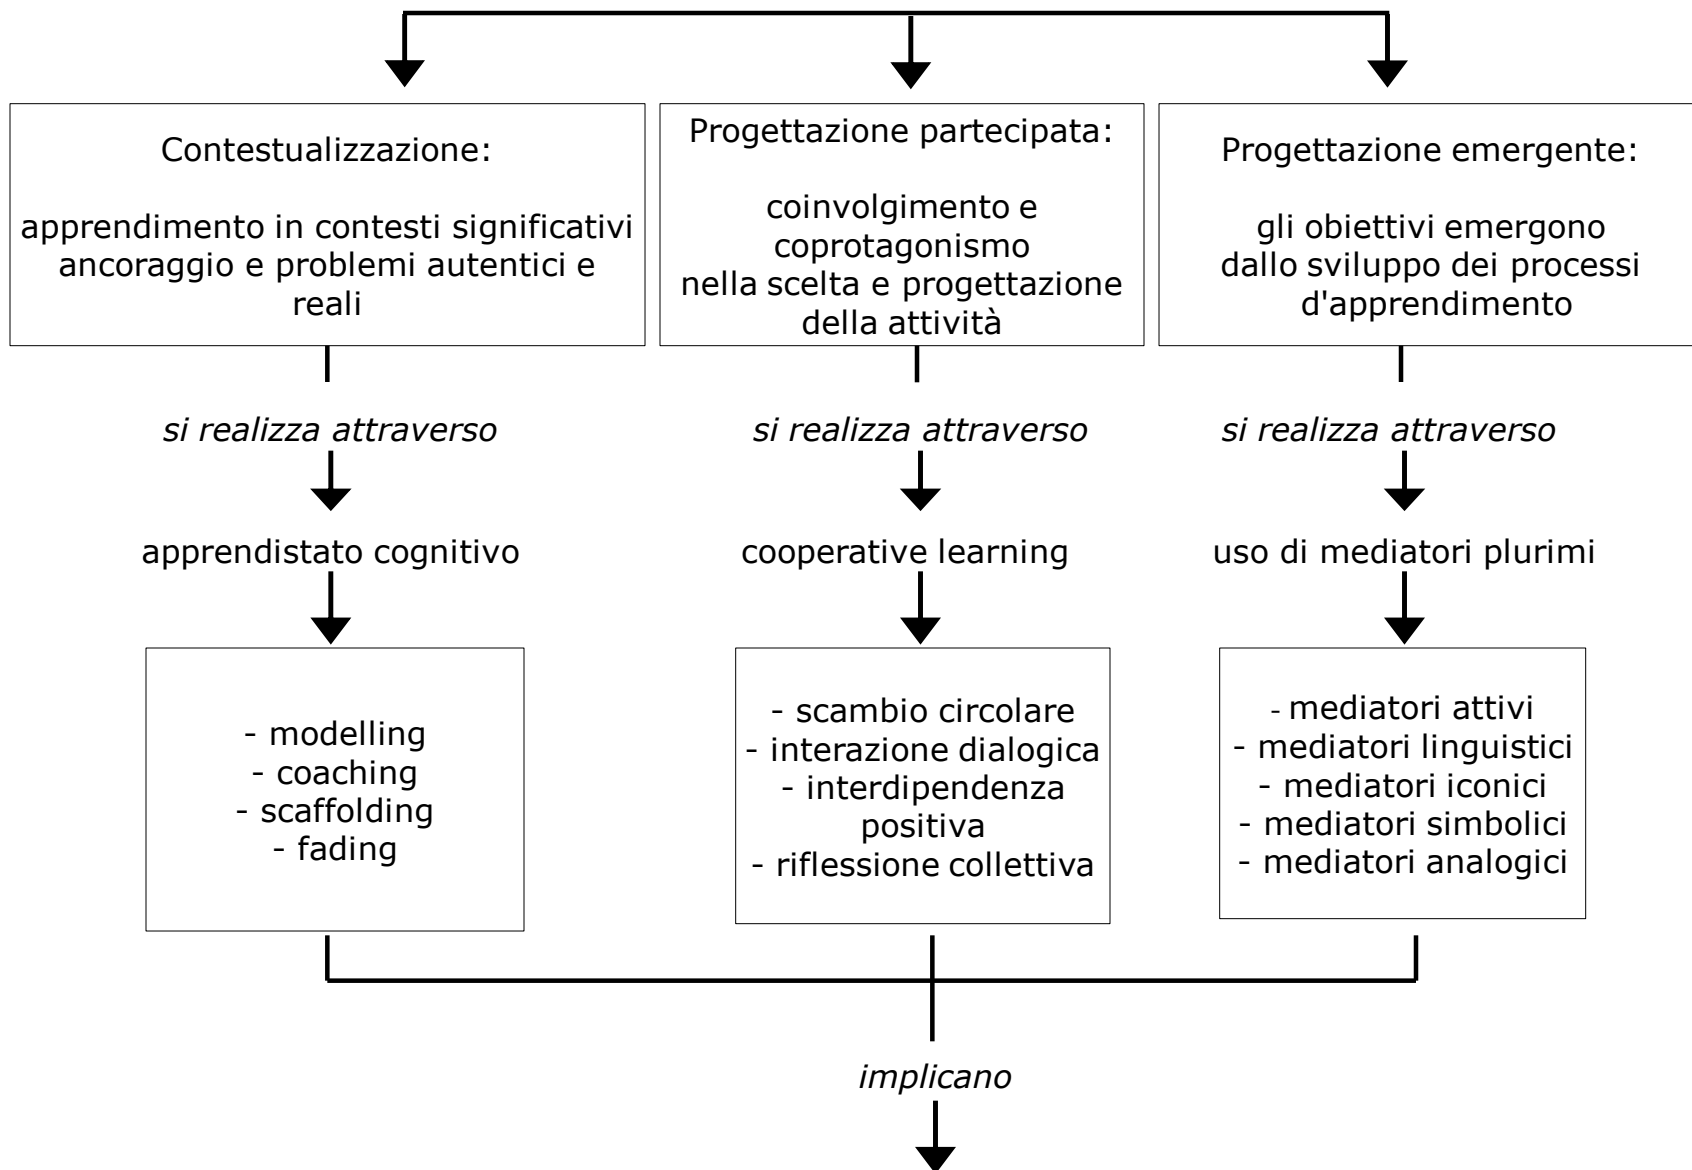 Contestualizzazione:
apprendimento in contesti significativi
ancoraggio e problemi autentici e
reali
Progettazione partecipata:
coinvolgimento e
coprotagonismo
nella scelta e progettazione
della attività
Progettazione emergente:
gli obiettivi emergono
dallo sviluppo dei processi
d'apprendimento
si realizza attraverso
si realizza attraverso
si realizza attraverso
apprendistato cognitivo
cooperative learning
uso di mediatori plurimi
- modelling
- coaching
- scaffolding
- fading
- scambio circolare
- interazione dialogica
- interdipendenza
positiva
- riflessione collettiva
- mediatori attivi
- mediatori linguistici
- mediatori iconici
- mediatori simbolici
- mediatori analogici
implicano